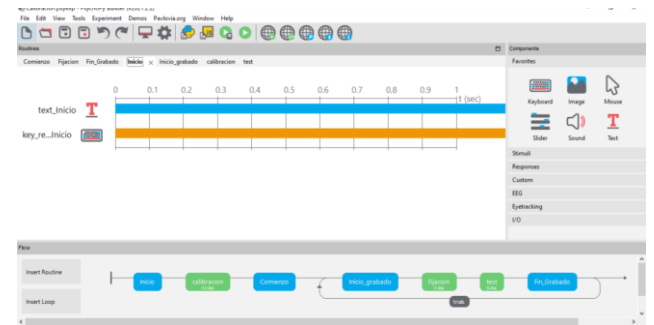 File Edit View Tools Experiment Demos Pavlovia.org Window Help
Routines
Components
Comienzo Fijacion Fin_Grabado Inicio × Inicio_grabado calibracion test
Favorites
0 0.1 0.2 0.3 0.4 0.5 0.6 0.7 0.8 0.9 1
t (sec)
text_Inicio
key_re...Inicio
Keyboard Image Mouse
Slider Sound Text
Stimuli
Responses
Custom
EEG
Eyetracking
I/O
Flow
Insert Routine
Inicio calibracion Comienzo Inicio_grabado Fijacion test Fin_Grabado
trials
Insert Loop